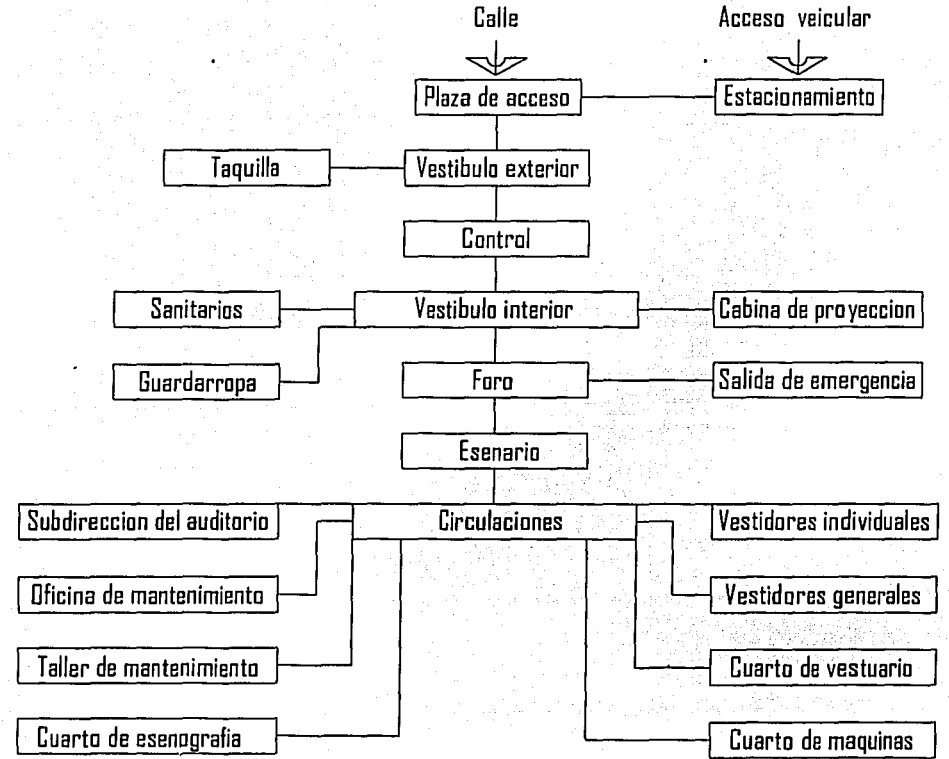 Calle
Acceso veicular
Plaza de acceso
Estacionamiento
Taquilla
Vestibulo exterior
Control
Sanitarios
Vestibulo interior
Cabina de proyeccion
Guardarropa
Foro
Salida de emergencia
Esenario
Subdireccion del auditorio
Circulaciones
Vestidores individuales
Oficina de mantenimiento
Vestidores generales
Taller de mantenimiento
Cuarto de vestuario
Cuarto de esenografia
Cuarto de maquinas